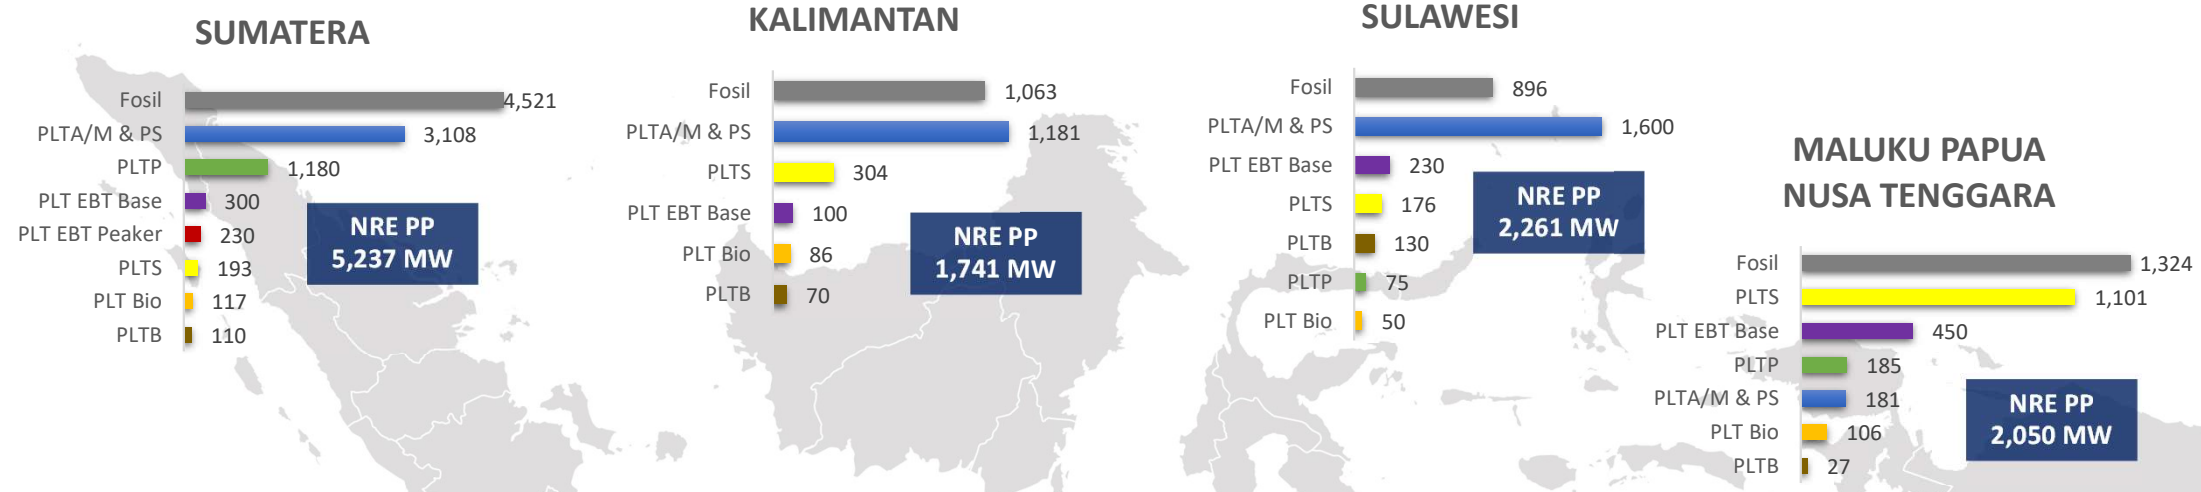 SUMATERA
Fosil 4,521
PLTA/M & PS 3,108
PLTP 1,180
PLT EBT Base 300
PLT EBT Peaker 230
PLTS 193
PLT Bio 117
PLTB 110
NRE PP
5,237 MW
KALIMANTAN
Fosil 1,063
PLTA/M & PS 1,181
PLTS 304
PLT EBT Base 100
PLT Bio 86
PLTB 70
NRE PP
1,741 MW
SULAWESI
Fosil 896
PLTA/M & PS 1,600
PLT EBT Base 230
PLTS 176
PLTB 130
PLTP 75
PLT Bio 50
NRE PP
2,261 MW
MALUKU PAPUA
NUSA TENGGARA
Fosil 1,324
PLTS 1,101
PLT EBT Base 450
PLTP 185
PLTA/M & PS 181
PLT Bio 106
PLTB 27
NRE PP
2,050 MW